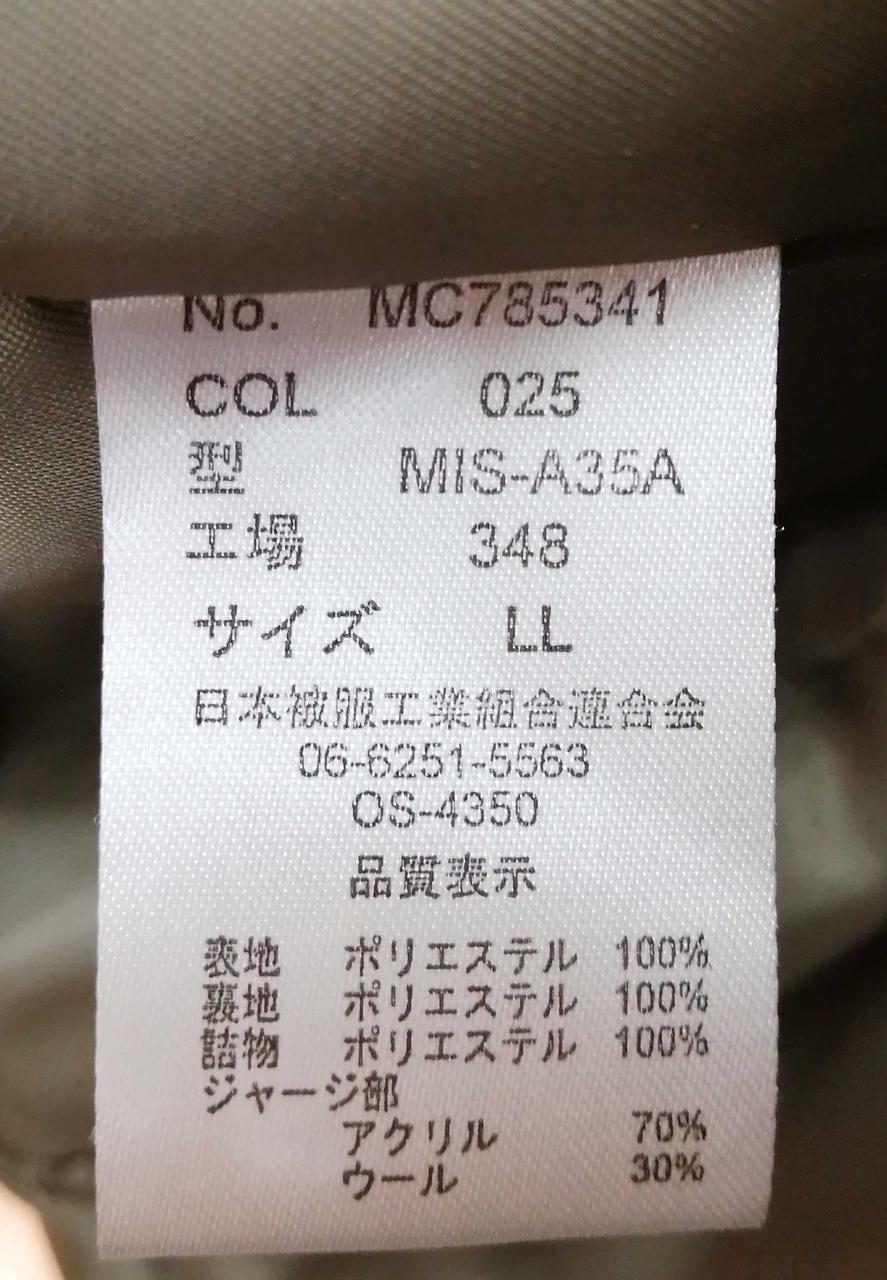 No. MC785341
COL 025
型 MIS-A35A
工場 348
サイズ LL
日本被服工業組合連合会
06-6251-5563
OS-4350
品質表示
表地 ポリエステル 100%
裏地 ポリエステル 100%
詰物 ポリエステル 100%
ジャージ部
アクリル 70%
ウール 30%